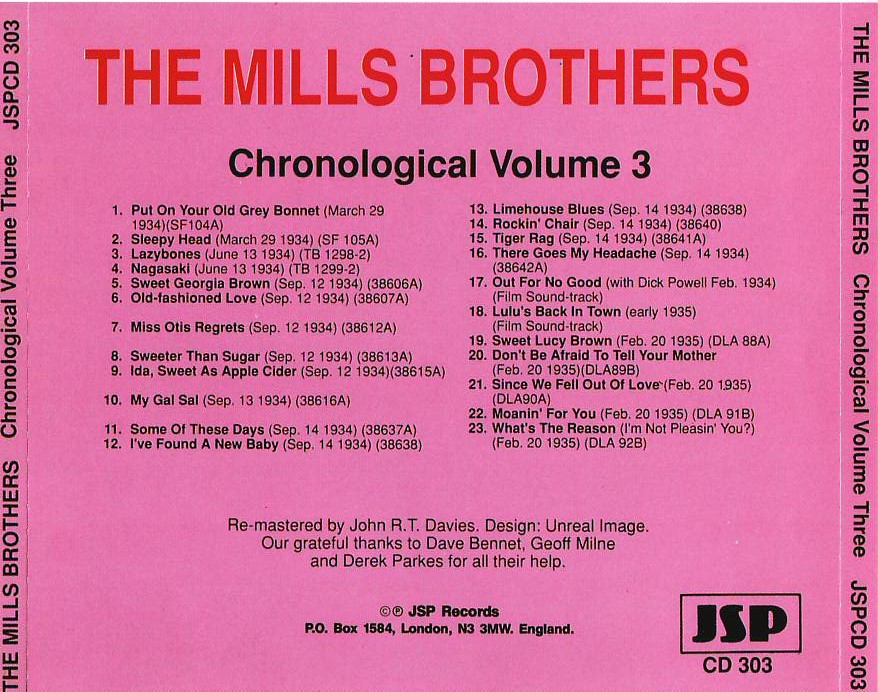 THE MILLS BROTHERS Chronological Volume Three JSPCD 303
THE MILLS BROTHERS
Chronological Volume 3
1. Put On Your Old Grey Bonnet (March 29
1934)(SF104A)
2. Sleepy Head (March 29 1934) (SF 105A)
3. Lazybones (June 13 1934) (TB 1298-2)
4. Nagasaki (June 13 1934) (TB 1299-2)
5. Sweet Georgia Brown (Sep. 12 1934) (38606A)
6. Old-fashioned Love (Sep. 12 1934) (38607A)
7. Miss Otis Regrets (Sep. 12 1934) (38612A)
8. Sweeter Than Sugar (Sep. 12 1934) (38613A)
9. Ida, Sweet As Apple Cider (Sep. 12 1934)(38615A)
10. My Gal Sal (Sep. 13 1934) (38616A)
11. Some Of These Days (Sep. 14 1934) (38637A)
12. I've Found A New Baby (Sep. 14 1934) (38638)
13. Limehouse Blues (Sep. 14 1934) (38638)
14. Rockin' Chair (Sep. 14 1934) (38640)
15. Tiger Rag (Sep. 14 1934) (38641A)
16. There Goes My Headache (Sep. 14 1934)
(38642A)
17. Out For No Good (with Dick Powell Feb. 1934)
(Film Sound-track)
18. Lulu's Back In Town (early 1935)
(Film Sound-track)
19. Sweet Lucy Brown (Feb. 20 1935) (DLA 88A)
20. Don't Be Afraid To Tell Your Mother
(Feb. 20 1935)(DLA89B)
21. Since We Fell Out Of Love (Feb. 20 1935)
(DLA90A)
22. Moanin' For You (Feb. 20 1935) (DLA 91B)
23. What's The Reason (I'm Not Pleasin' You?)
(Feb. 20 1935) (DLA 92B)
Re-mastered by John R.T. Davies. Design: Unreal Image.
Our grateful thanks to Dave Bennet, Geoff Milne
and Derek Parkes for all their help.
©℗ JSP Records
P.O. Box 1584, London, N3 3MW. England.
JSP
CD 303
THE MILLS BROTHERS Chronological Volume Three JSPCD 303